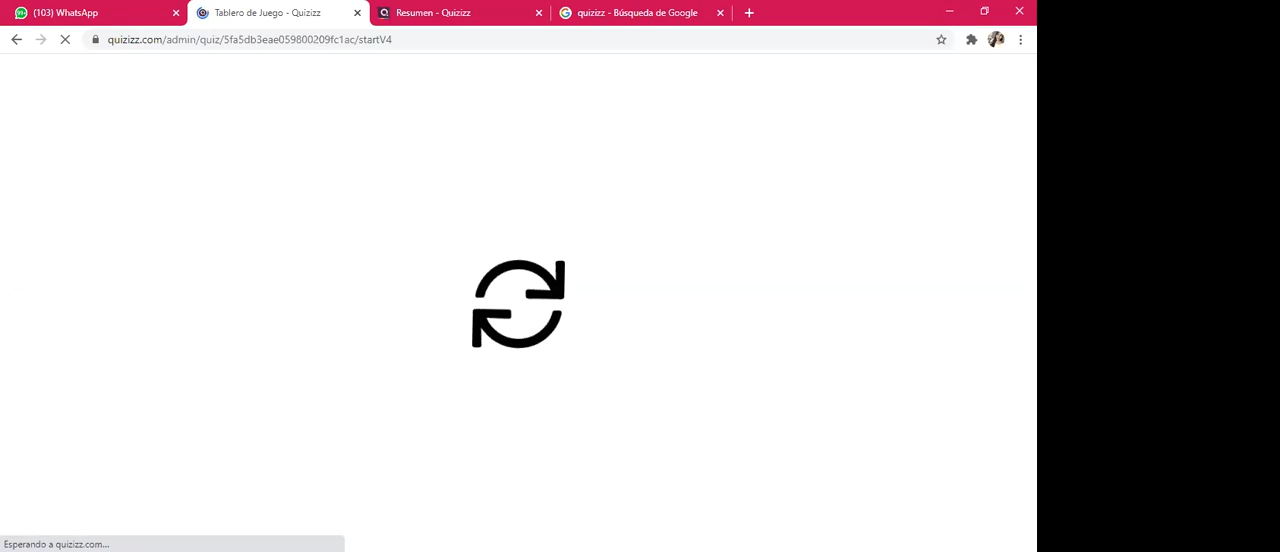 99+ (103) WhatsApp
Tablero de Juego - Quizizz
Resumen - Quizizz
quizizz - Búsqueda de Google
quizizz.com/admin/quiz/5fa5db3eae059800209fc1ac/startV4
Esperando a quizizz.com...